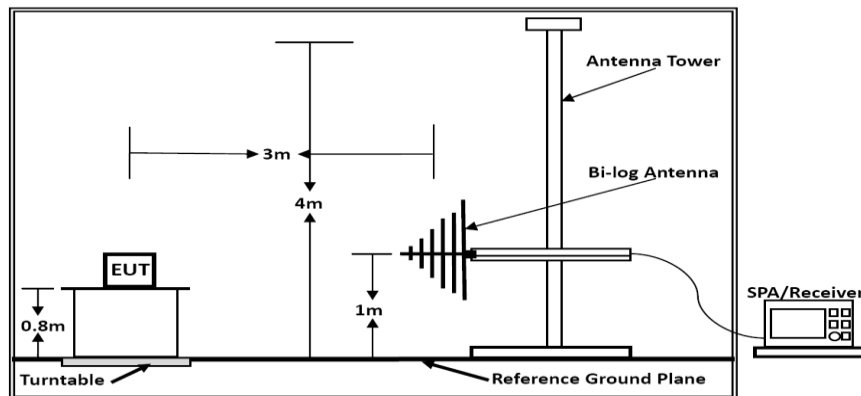 Antenna Tower
3m
Bi-log Antenna
4m
EUT
1m
0.8m
SPA/Receiver
Turntable
Reference Ground Plane